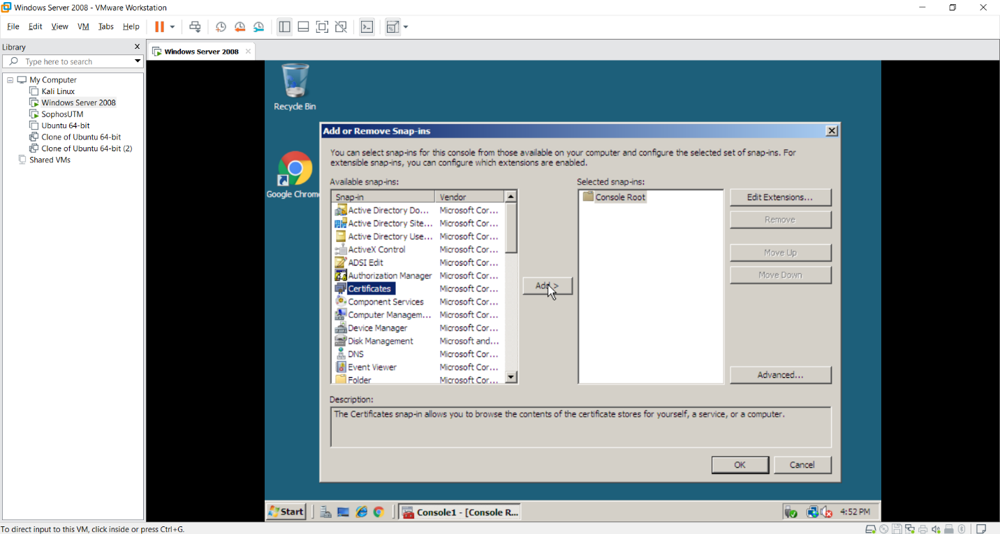 Windows Server 2008 - VMware Workstation
File Edit View VM Tabs Help
Library
Windows Server 2008
Type here to search
My Computer
Kali Linux
Windows Server 2008
SophosUTM
Ubuntu 64-bit
Clone of Ubuntu 64-bit
Clone of Ubuntu 64-bit (2)
Shared VMs
Recycle Bin
Google Chrom
Add or Remove Snap-ins
You can select snap-ins for this console from those available on your computer and configure the selected set of snap-ins. For
extensible snap-ins, you can configure which extensions are enabled.
Available snap-ins:
Snap-in Vendor
Active Directory Do... Microsoft Cor...
Active Directory Site... Microsoft Cor...
Active Directory Use... Microsoft Cor...
ActiveX Control Microsoft Cor...
ADSI Edit Microsoft Cor...
Authorization Manager Microsoft Cor...
Certificates Microsoft Cor...
Component Services Microsoft Cor...
Computer Managem... Microsoft Cor...
Device Manager Microsoft Cor...
Disk Management Microsoft and...
DNS Microsoft Cor...
Event Viewer Microsoft Cor...
Folder Microsoft Cor...
Add >
Selected snap-ins:
Console Root
Edit Extensions...
Remove
Move Up
Move Down
Advanced...
Description:
The Certificates snap-in allows you to browse the contents of the certificate stores for yourself, a service, or a computer.
OK Cancel
Start
Console1 - [Console R...
4:52 PM
To direct input to this VM, click inside or press Ctrl+G.